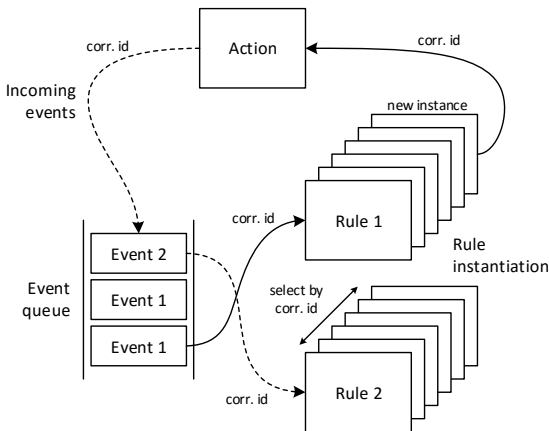 corr. id
Action
corr. id
Incoming
events
new instance
corr. id
Rule 1
Event 2
Rule
instantiation
Event
queue
Event 1
select by
corr. id
Event 1
corr. id
Rule 2